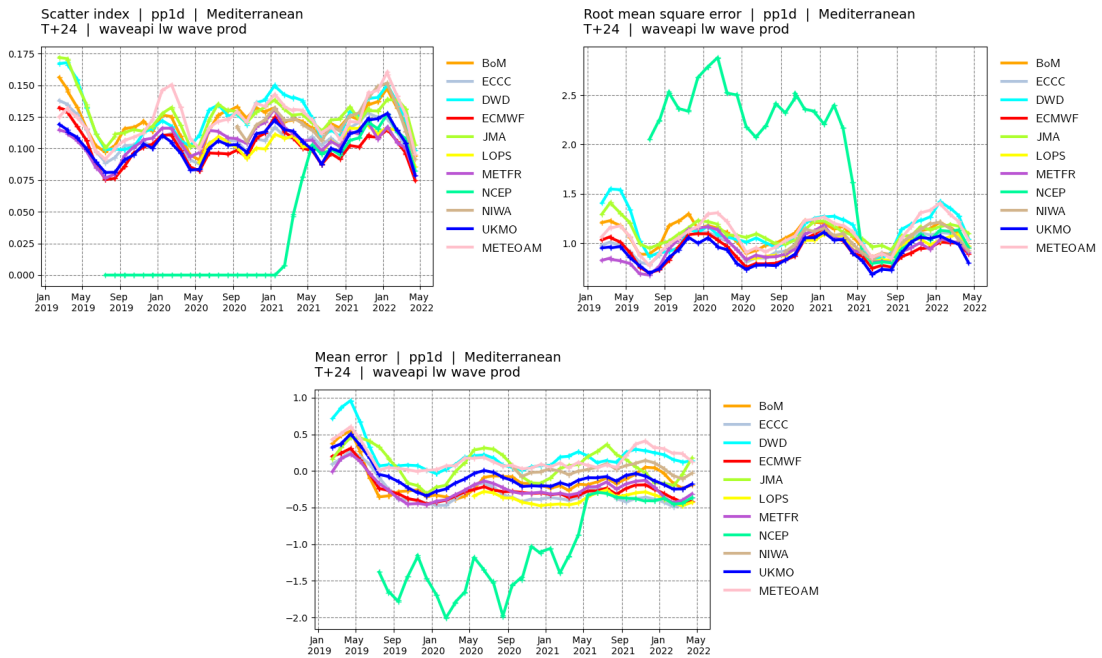 Scatter index | pp1d | Mediterranean
T+24 | waveapi lw wave prod
0.175
0.150
0.125
0.100
0.075
0.050
0.025
0.000
Jan May Sep Jan May Sep Jan May Sep Jan May
2019 2019 2019 2020 2020 2020 2021 2021 2021 2022 2022
BoM
ECCC
DWD
ECMWF
JMA
LOPS
METFR
NCEP
NIWA
UKMO
METEOAM
Root mean square error | pp1d | Mediterranean
T+24 | waveapi lw wave prod
2.5
2.0
1.5
1.0
Jan May Sep Jan May Sep Jan May Sep Jan May
2019 2019 2019 2020 2020 2020 2021 2021 2021 2022 2022
BoM
ECCC
DWD
ECMWF
JMA
LOPS
METFR
NCEP
NIWA
UKMO
METEOAM
Mean error | pp1d | Mediterranean
T+24 | waveapi lw wave prod
1.0
0.5
0.0
−0.5
−1.0
−1.5
−2.0
Jan May Sep Jan May Sep Jan May Sep Jan May
2019 2019 2019 2020 2020 2020 2021 2021 2021 2022 2022
BoM
ECCC
DWD
ECMWF
JMA
LOPS
METFR
NCEP
NIWA
UKMO
METEOAM